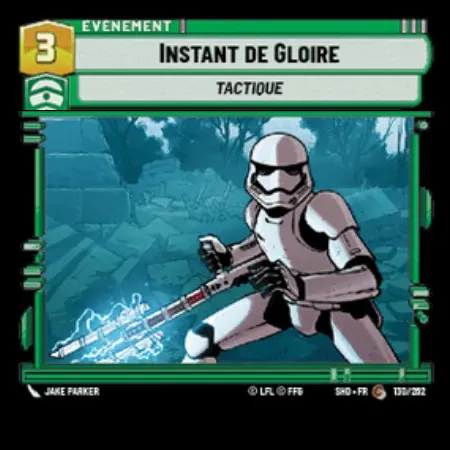 EVENEMENT
3
INSTANT DE GLOIRE
TACTIQUE
JAKE PARKER
© LFL © FFG
SHD • FR
130/262